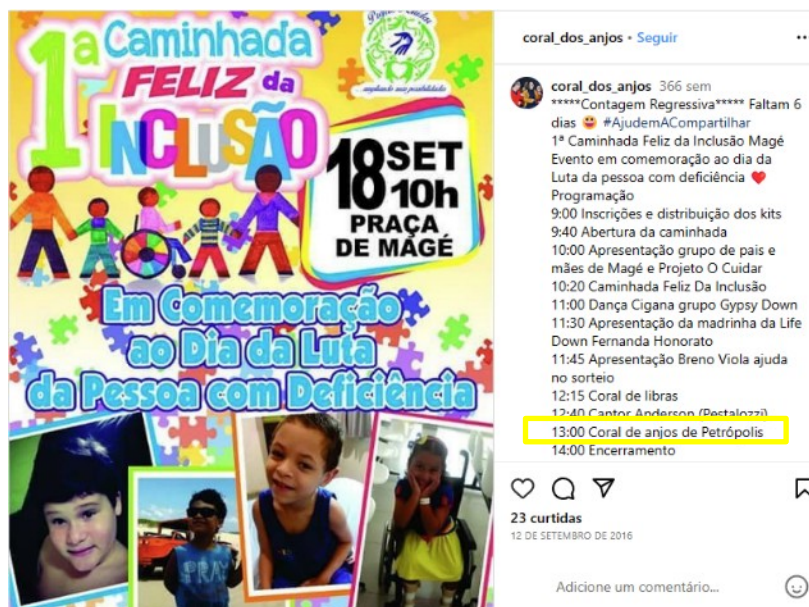 1ª Caminhada
FELIZ da
INCLUSÃO
...ampliando suas possibilidades
18 SET
10h
PRAÇA
DE MAGÉ
Em Comemoração
ao Dia da Luta
da Pessoa com Deficiência
PRAY
coral_dos_anjos • Seguir
coral_dos_anjos 366 sem
*****Contagem Regressiva***** Faltam 6
dias 😀 #AjudemACompartilhar
1ª Caminhada Feliz da Inclusão Magé
Evento em comemoração ao dia da
Luta da pessoa com deficiência ❤️
Programação
9:00 Inscrições e distribuição dos kits
9:40 Abertura da caminhada
10:00 Apresentação grupo de pais e
mães de Magé e Projeto O Cuidar
10:20 Caminhada Feliz Da Inclusão
11:00 Dança Cigana grupo Gypsy Down
11:30 Apresentação da madrinha da Life
Down Fernanda Honorato
11:45 Apresentação Breno Viola ajuda
no sorteio
12:15 Coral de libras
12:40 Cantor Anderson (Pestalozzi)
13:00 Coral de anjos de Petrópolis
14:00 Encerramento
23 curtidas
12 DE SETEMBRO DE 2016
Adicione um comentário...